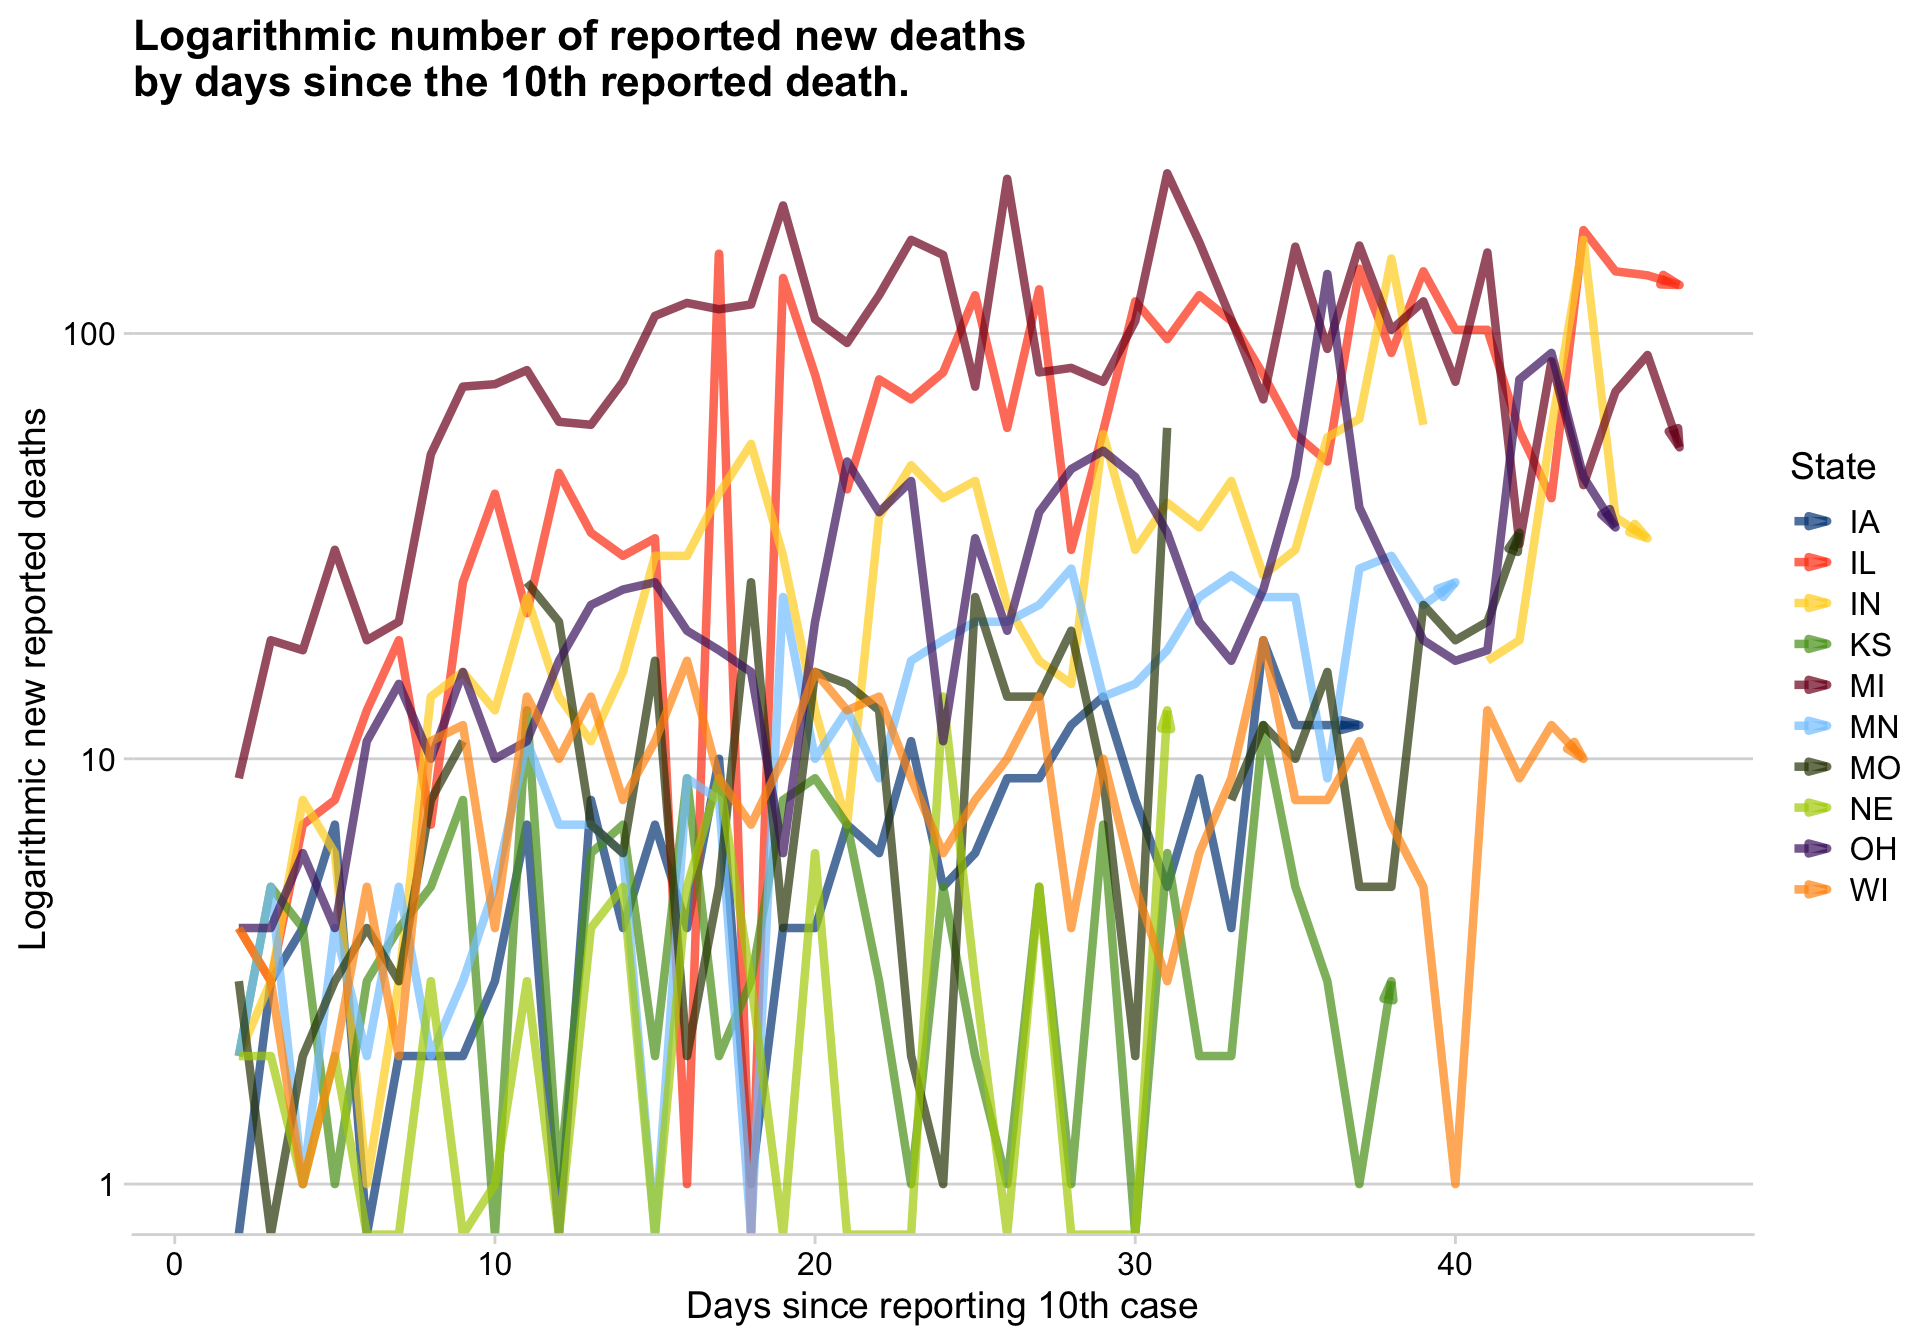 Logarithmic number of reported new deaths
by days since the 10th reported death.
Logarithmic new reported deaths
100
10
1
0
10
20
30
40
Days since reporting 10th case
State
IA
IL
IN
KS
MI
MN
MO
NE
OH
WI